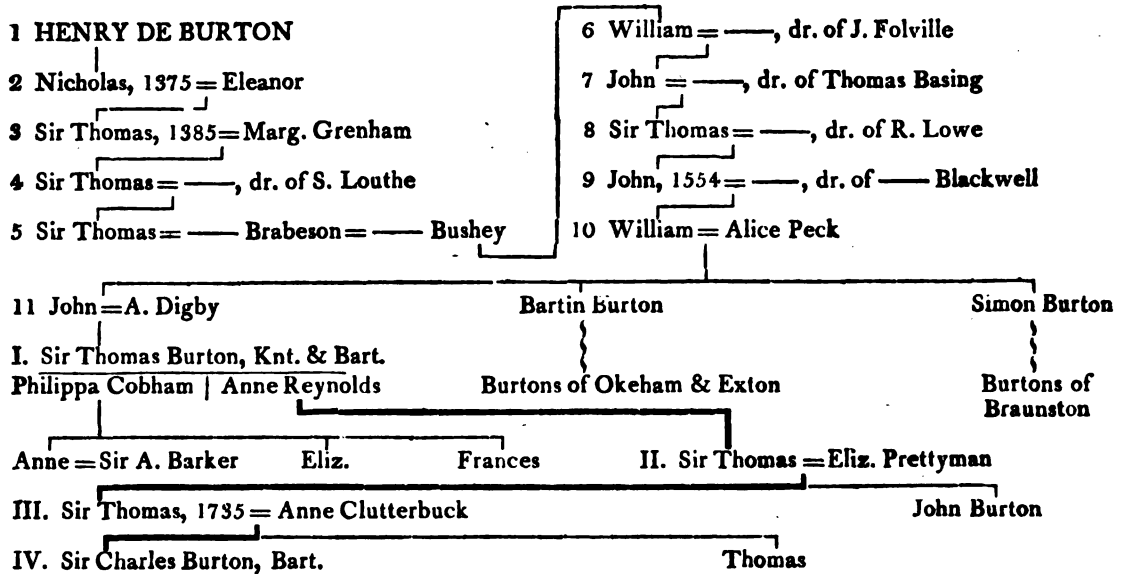 1 HENRY DE BURTON
2 Nicholas, 1375 = Eleanor
3 Sir Thomas, 1385 = Marg. Grenham
4 Sir Thomas = ——, dr. of S. Louthe
5 Sir Thomas = —— Brabeson = —— Bushey
6 William = ——, dr. of J. Folville
7 John = ——, dr. of Thomas Basing
8 Sir Thomas = ——, dr. of R. Lowe
9 John, 1554 = ——, dr. of —— Blackwell
10 William = Alice Peck
11 John = A. Digby Bartin Burton Simon Burton
I. Sir Thomas Burton, Knt. & Bart.
Philippa Cobham | Anne Reynolds Burtons of Okeham & Exton Burtons of
Braunston
Anne = Sir A. Barker Eliz. Frances II. Sir Thomas = Eliz. Prettyman
III. Sir Thomas, 1735 = Anne Clutterbuck John Burton
IV. Sir Charles Burton, Bart. Thomas